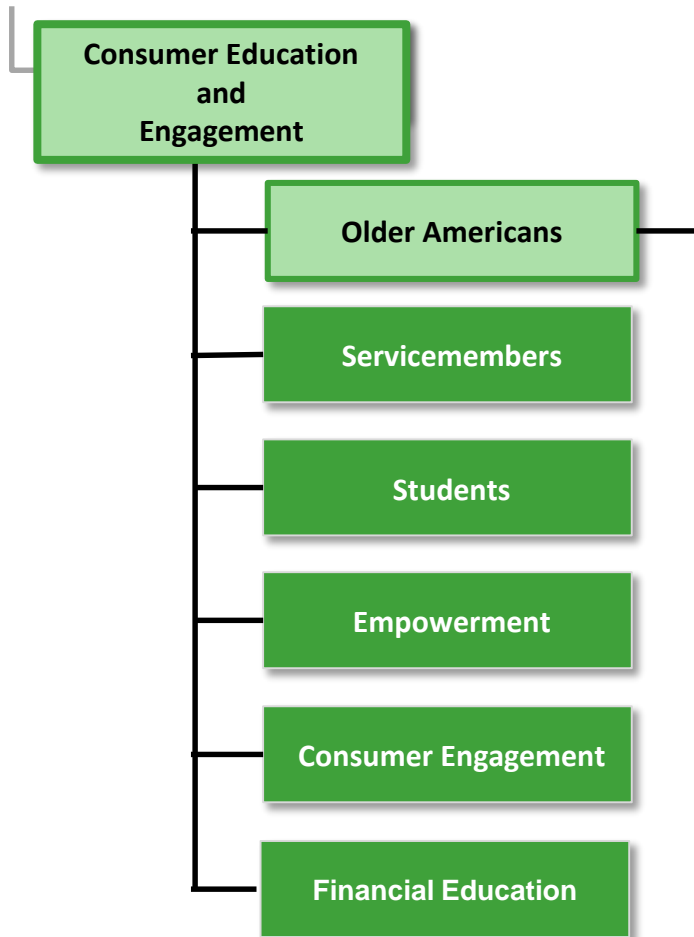 Consumer Education
and
Engagement
Older Americans
Servicemembers
Students
Empowerment
Consumer Engagement
Financial Education